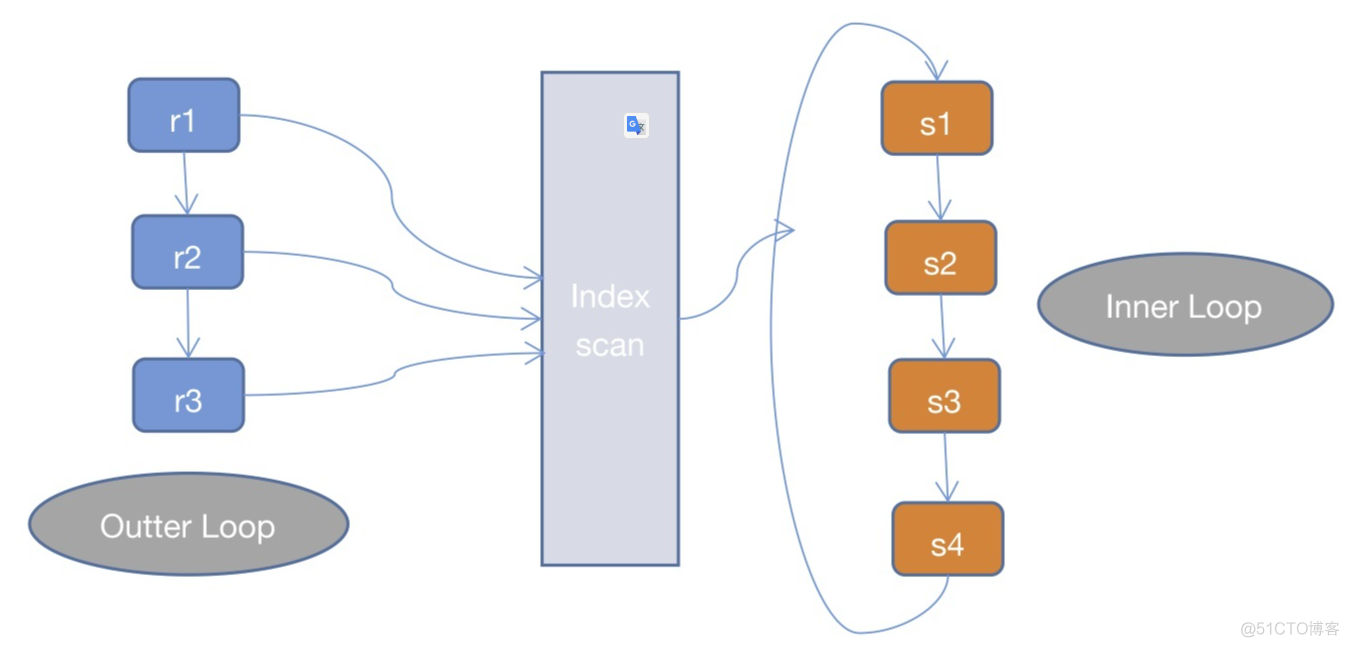 r1
r2
r3
Outter Loop
Index
scan
s1
s2
s3
s4
Inner Loop
@51CTO博客